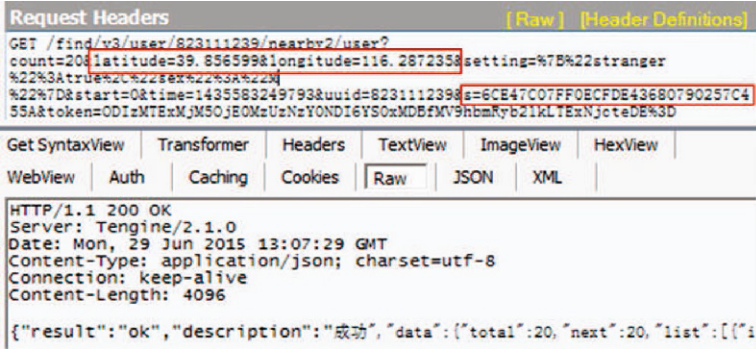 Request Headers [ Raw ] [Header Definitions]
GET /find/v3/user/823111239/nearbv2/user?
count=20&latitude=39.856599&longitude=116.287235&setting=%7B%22stranger
%22%3Atrue%2C%22sex%22%3A%22M
%22%7D&start=0&time=1435583249793&uuid=823111239&s=6CE47C07FF0ECFDE43680790257C4
55A&token=ODIzMTExMjM5OjE0MzUzNzY0NDI6YS0xMDBfMV9hbmRyb2lkLTExNjcteDE%3D
Get SyntaxView Transformer Headers TextView ImageView HexView
WebView Auth Caching Cookies Raw JSON XML
HTTP/1.1 200 OK
Server: Tengine/2.1.0
Date: Mon, 29 Jun 2015 13:07:29 GMT
Content-Type: application/json; charset=utf-8
Connection: keep-alive
Content-Length: 4096
{"result":"ok","description":"成功","data":{"total":20,"next":20,"list":[{"i